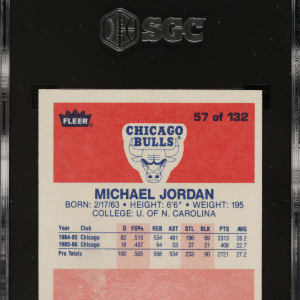 SGC
FLEER
57 of 132
CHICAGO
BULLS
MICHAEL JORDAN
BORN: 2/17/63 • HEIGHT: 6'6" • WEIGHT: 195
COLLEGE: U. OF N. CAROLINA
Year Club G FG% REB AST STL BLK PTS AVG
1984-85 Chicago 82 .515 534 481 196 69 2313 28.2
1985-86 Chicago 18 .457 64 53 37 21 408 22.7
Pro Totals 100 .505 598 534 233 90 2721 27.2